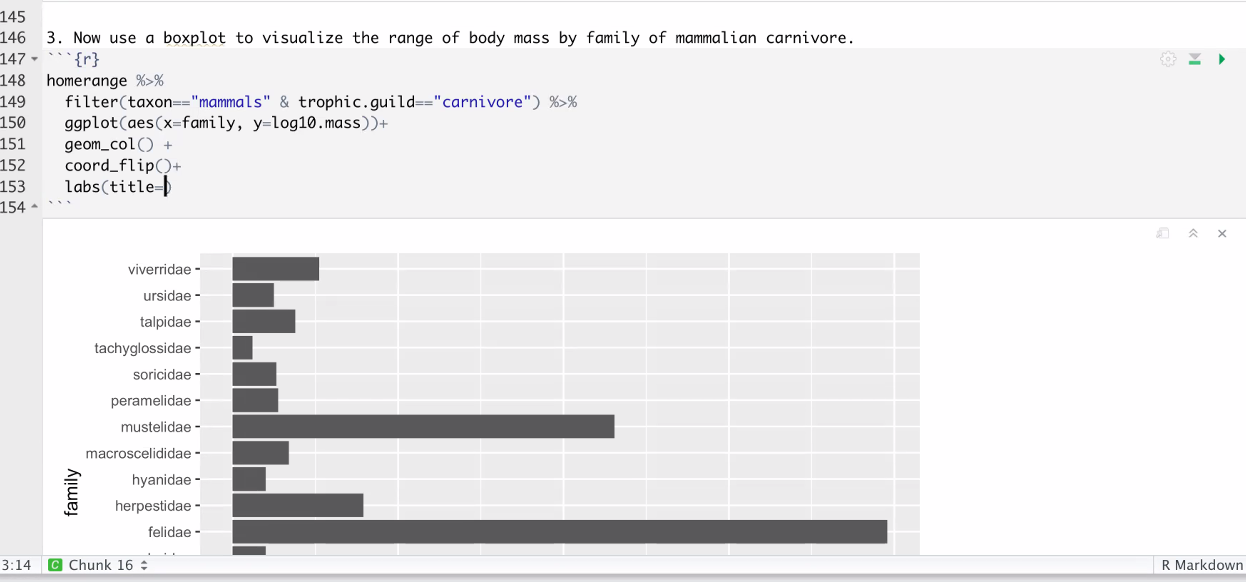 145
146 3. Now use a boxplot to visualize the range of body mass by family of mammalian carnivore.
147 ```{r}
148 homerange %>%
149 filter(taxon=="mammals" & trophic.guild=="carnivore") %>%
150 ggplot(aes(x=family, y=log10.mass))+
151 geom_col() +
152 coord_flip()+
153 labs(title=)
154 ```
viverridae
ursidae
talpidae
tachyglossidae
soricidae
peramelidae
mustelidae
macroscelididae
hyanidae
family
herpestidae
felidae
3:14 C Chunk 16 R Markdown